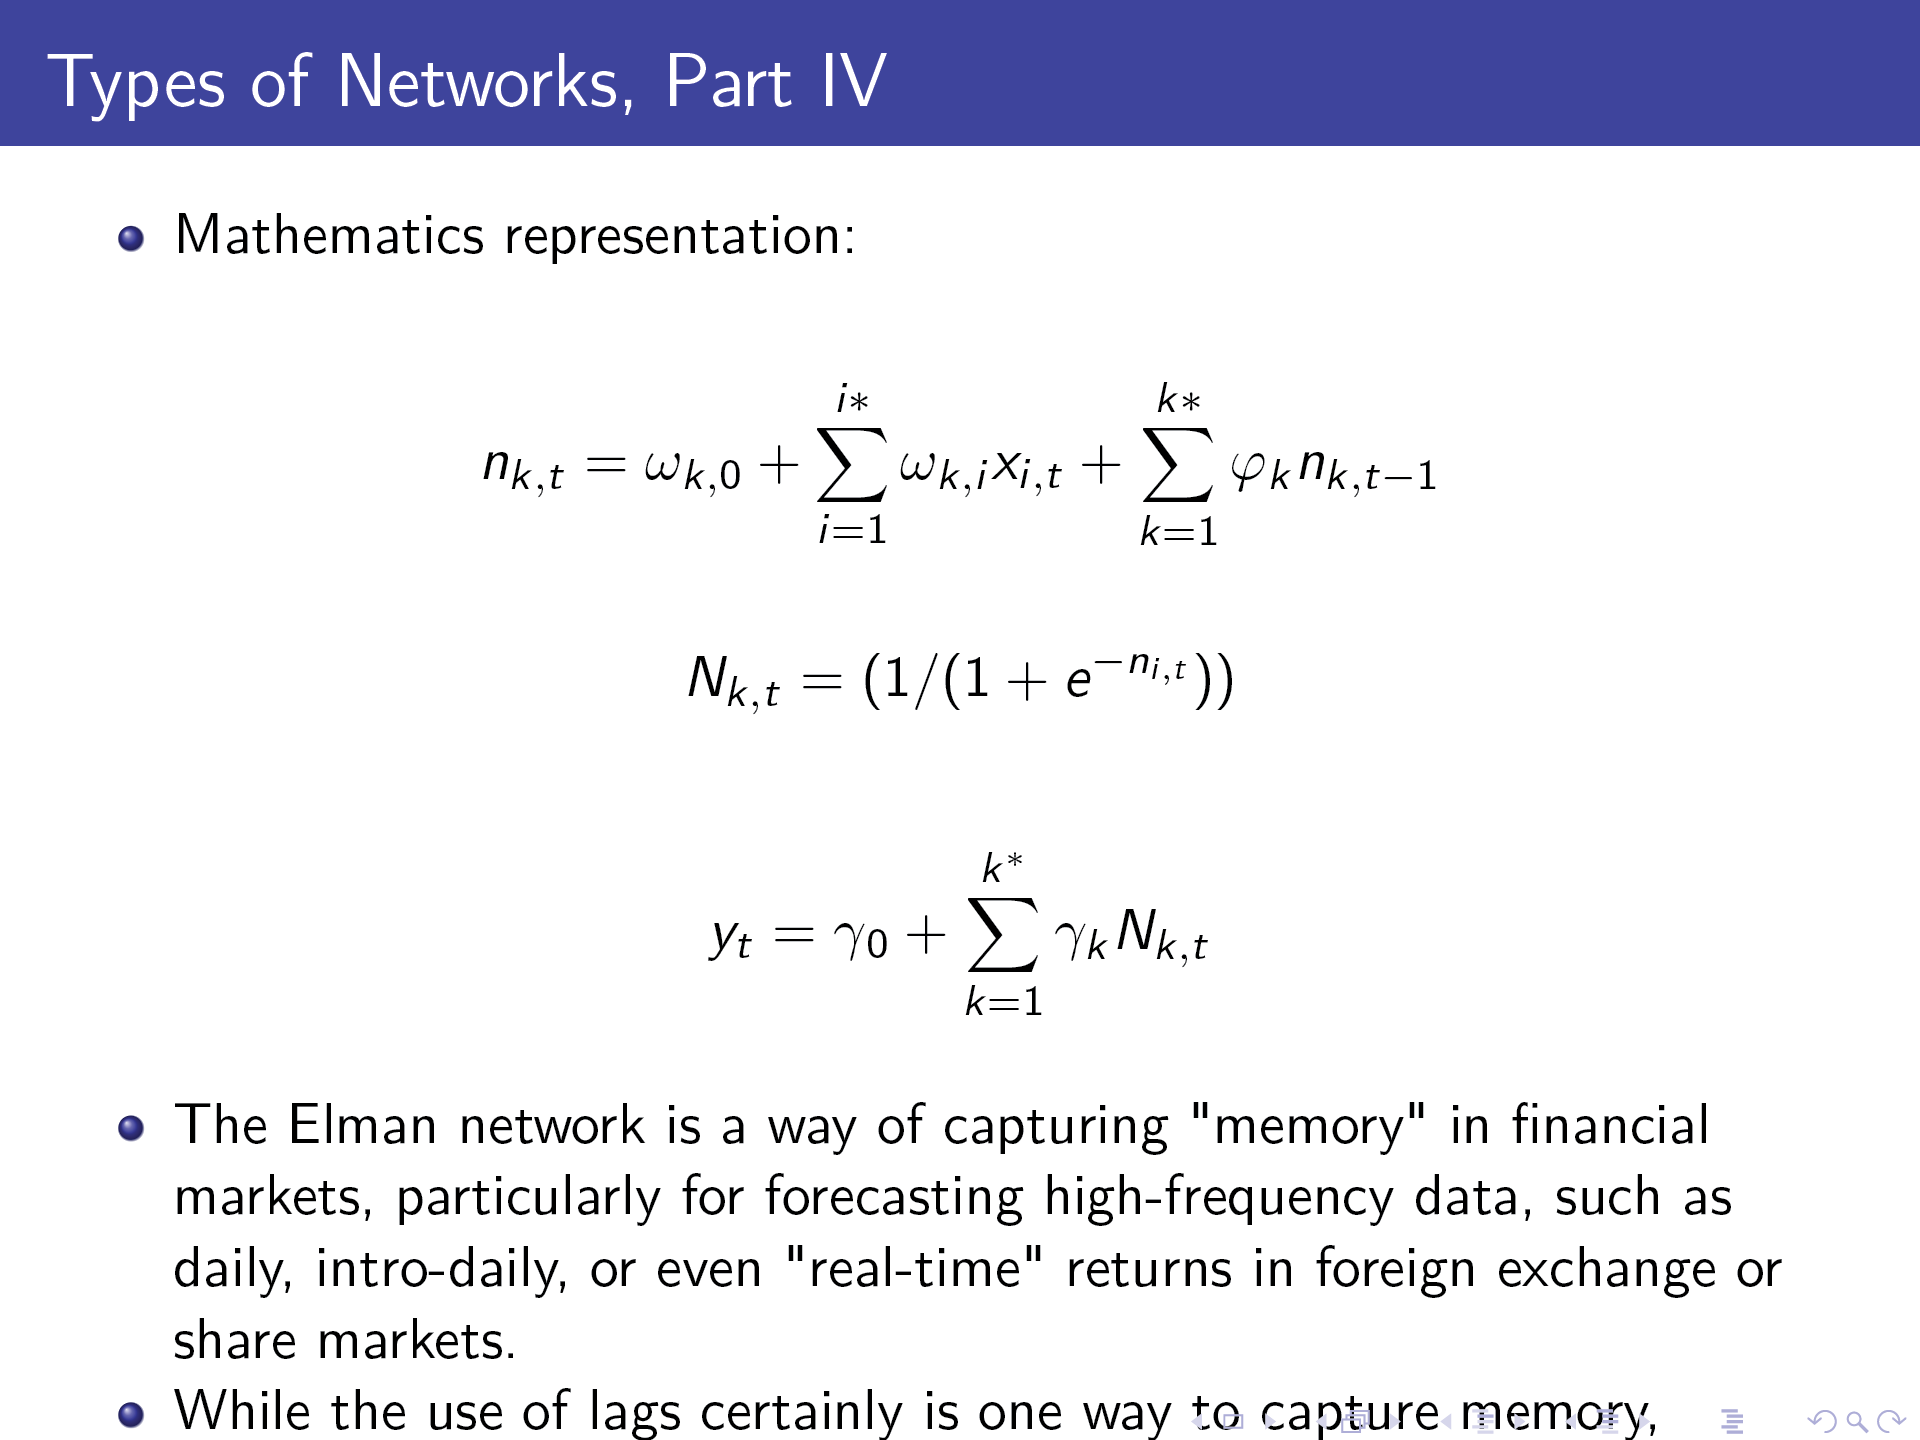 Types of Networks, Part IV
Mathematics representation:
n_{k,t} = ω_{k,0} + ∑_{i=1}^{i*} ω_{k,i} x_{i,t} + ∑_{k=1}^{k*} φ_k n_{k,t−1}
N_{k,t} = (1/(1 + e^{−n_{i,t}}))
y_t = γ_0 + ∑_{k=1}^{k*} γ_k N_{k,t}
The Elman network is a way of capturing "memory" in financial
markets, particularly for forecasting high-frequency data, such as
daily, intro-daily, or even "real-time" returns in foreign exchange or
share markets.
While the use of lags certainly is one way to capture memory,